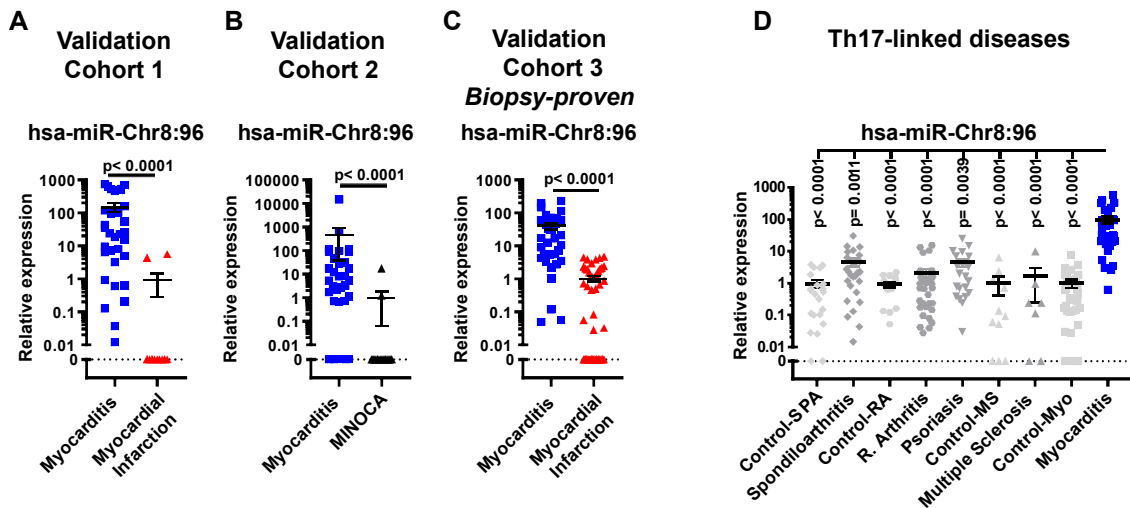 A
Validation
Cohort 1
hsa-miR-Chr8:96
p< 0.0001
Relative expression
1000
100
10
1
0.1
0.01
0
Myocarditis
Myocardial
Infarction
B
Validation
Cohort 2
hsa-miR-Chr8:96
p< 0.0001
Relative expression
100000
10000
1000
100
10
1
0.1
0.01
0
Myocarditis
MINOCA
C
Validation
Cohort 3
Biopsy-proven
hsa-miR-Chr8:96
p< 0.0001
Relative expression
1000
100
10
1
0.1
0.01
0
Myocarditis
Myocardial
Infarction
D
Th17-linked diseases
hsa-miR-Chr8:96
p< 0.0001
p= 0.0011
p< 0.0001
p< 0.0001
p= 0.0039
p< 0.0001
p< 0.0001
p< 0.0001
Relative expression
1000
100
10
1
0.1
0.01
0
Control-SPA
Spondiloarthritis
Control-RA
R. Arthritis
Psoriasis
Control-MS
Multiple Sclerosis
Control-Myo
Myocarditis